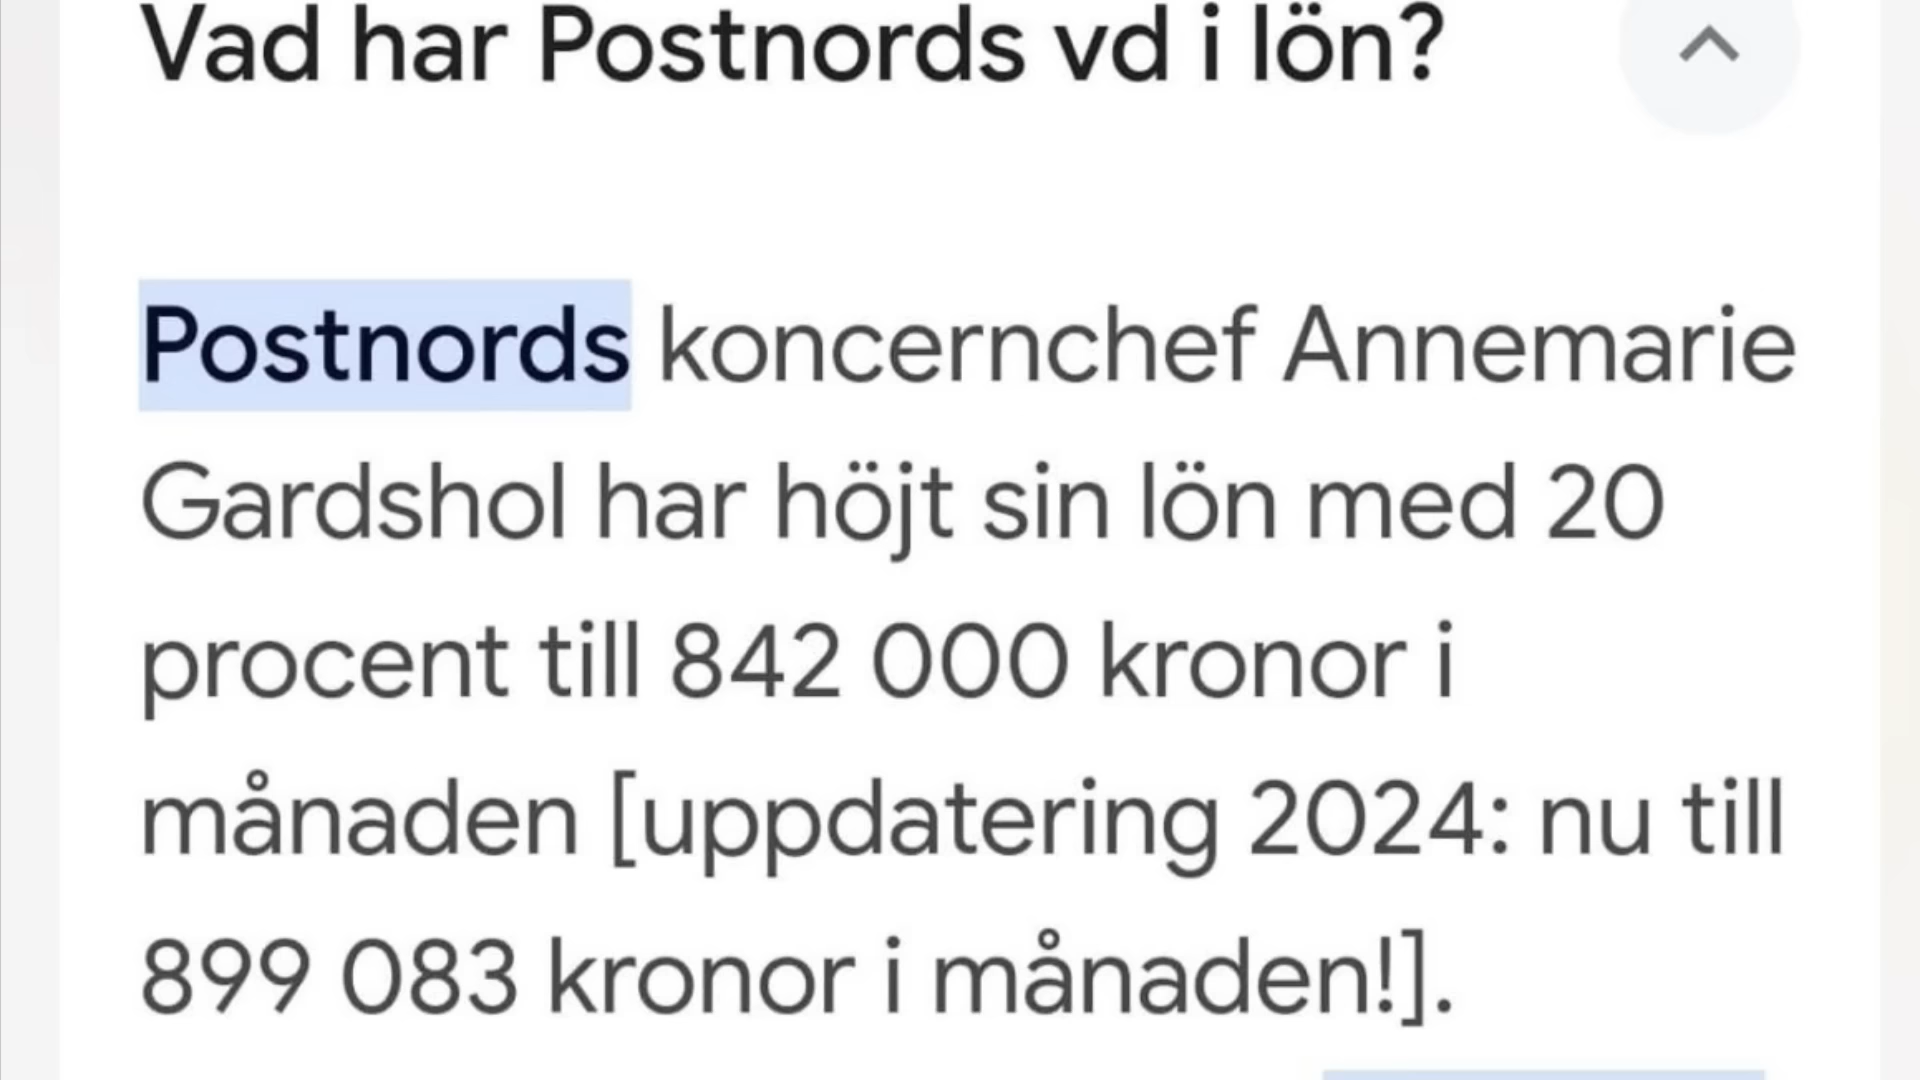 Vad har Postnords vd i lön?
Postnords koncernchef Annemarie
Gardshol har höjt sin lön med 20
procent till 842 000 kronor i
månaden [uppdatering 2024: nu till
899 083 kronor i månaden!].